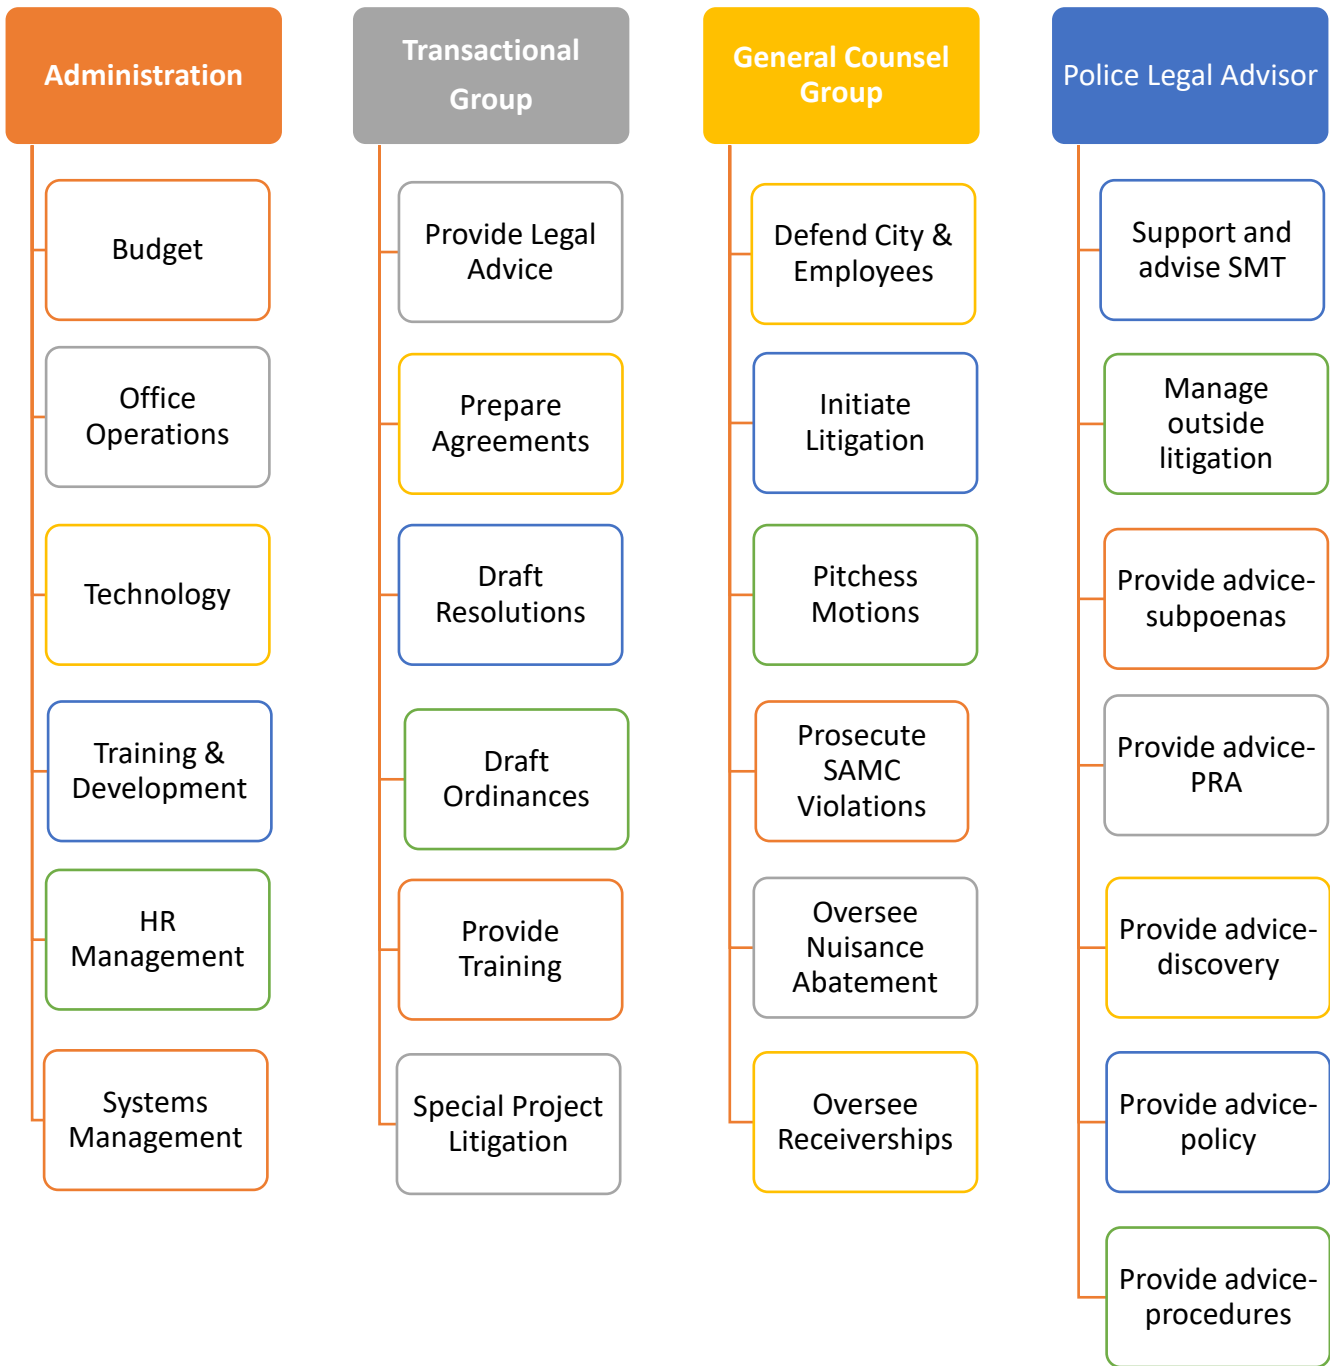 Administration
Budget
Office
Operations
Technology
Training &
Development
HR
Management
Systems
Management
Transactional
Group
Provide Legal
Advice
Prepare
Agreements
Draft
Resolutions
Draft
Ordinances
Provide
Training
Special Project
Litigation
General Counsel
Group
Defend City &
Employees
Initiate
Litigation
Pitchess
Motions
Prosecute
SAMC
Violations
Oversee
Nuisance
Abatement
Oversee
Receiverships
Police Legal Advisor
Support and
advise SMT
Manage
outside
litigation
Provide advice-
subpoenas
Provide advice-
PRA
Provide advice-
discovery
Provide advice-
policy
Provide advice-
procedures